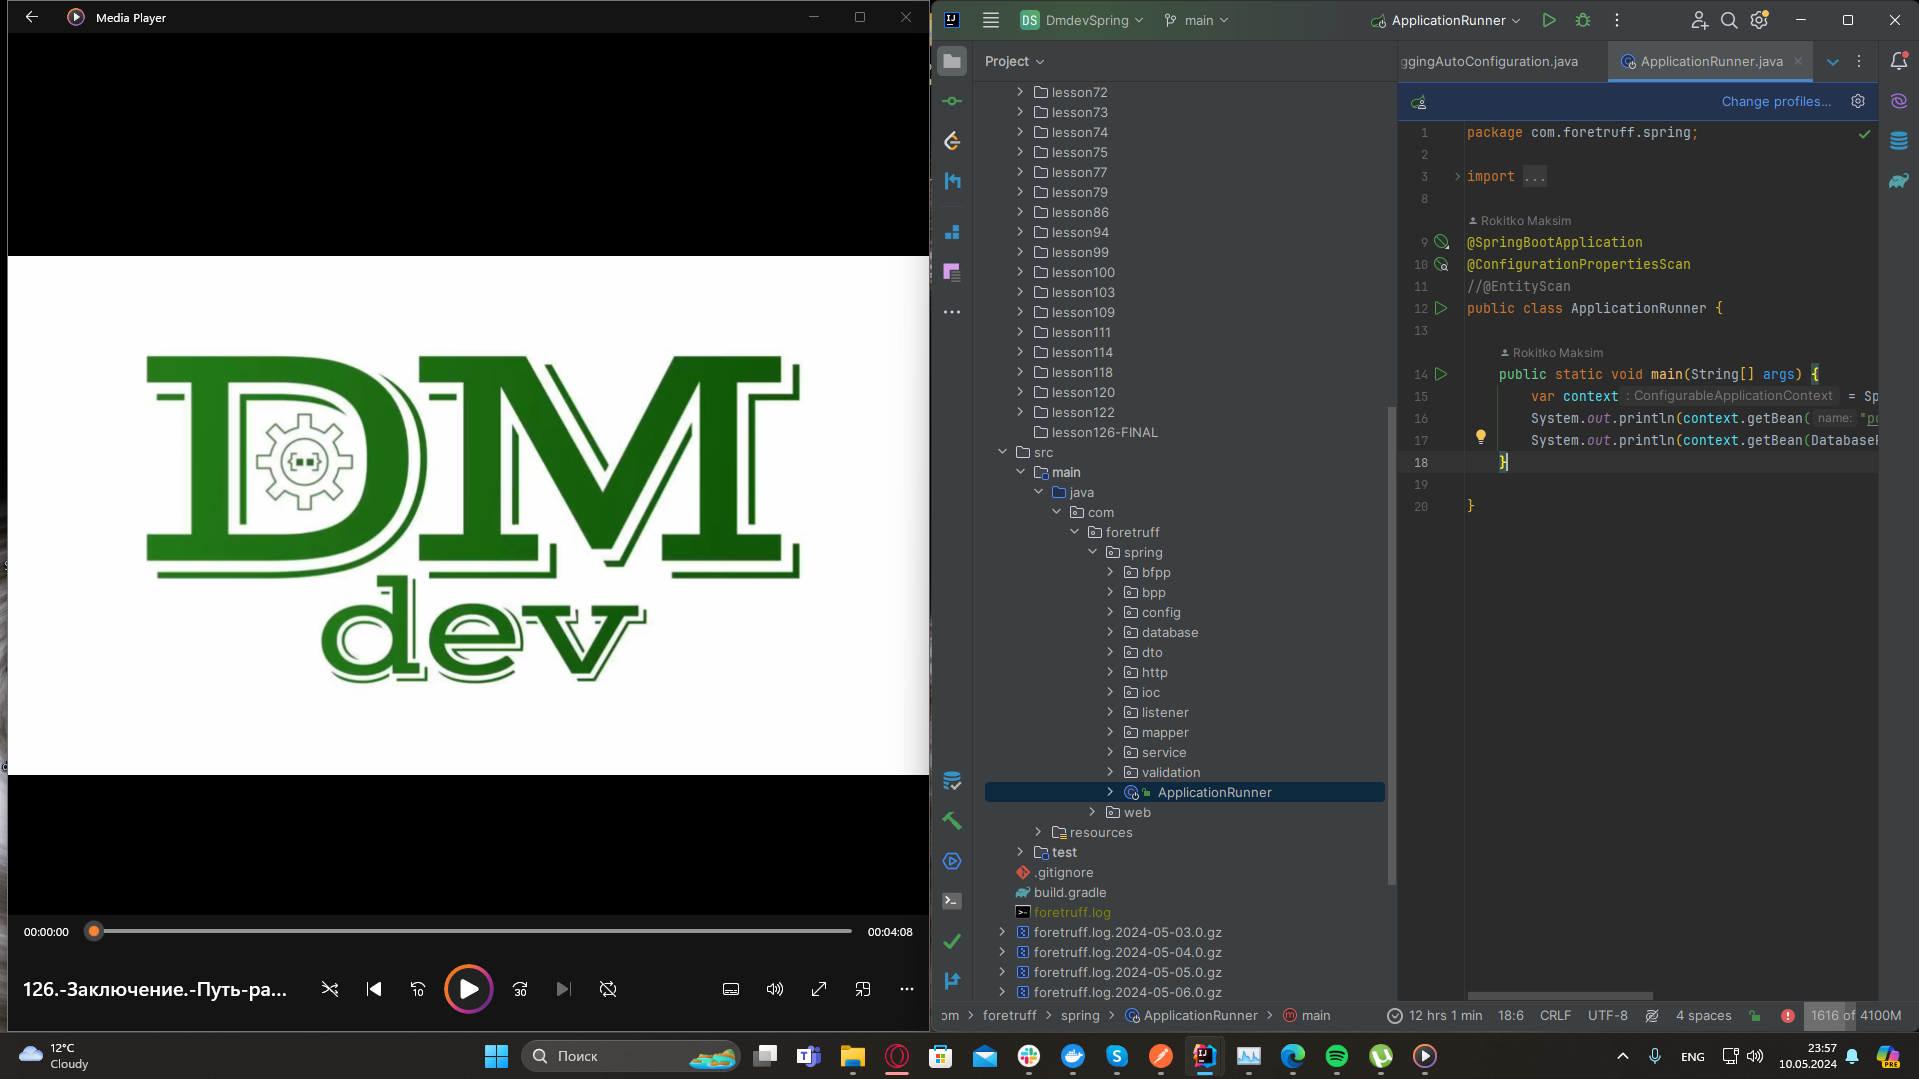 Media Player
DM
dev
00:00:00
00:04:08
126.-Заключение.-Путь-ра...
10
30
DS DmdevSpring
main
ApplicationRunner
Project
lesson72
lesson73
lesson74
lesson75
lesson77
lesson79
lesson86
lesson94
lesson99
lesson100
lesson103
lesson109
lesson111
lesson114
lesson118
lesson120
lesson122
lesson126-FINAL
src
main
java
com
foretruff
spring
bfpp
bpp
config
database
dto
http
ioc
listener
mapper
service
validation
ApplicationRunner
web
resources
test
.gitignore
build.gradle
foretruff.log
foretruff.log.2024-05-03.0.gz
foretruff.log.2024-05-04.0.gz
foretruff.log.2024-05-05.0.gz
foretruff.log.2024-05-06.0.gz
ggingAutoConfiguration.java
ApplicationRunner.java
Change profiles...
1 package com.foretruff.spring;
2
3 import ...
8
Rokitko Maksim
9 @SpringBootApplication
10 @ConfigurationPropertiesScan
11 //@EntityScan
12 public class ApplicationRunner {
13
Rokitko Maksim
14 public static void main(String[] args) {
15 var context : ConfigurableApplicationContext = Sp
16 System.out.println(context.getBean( name: "po
17 System.out.println(context.getBean(DatabaseP
18 }
19
20 }
om > foretruff > spring > ApplicationRunner > main
12 hrs 1 min 18:6 CRLF UTF-8 4 spaces 1616 of 4100M
12°C
Cloudy
Поиск
ENG
23:57
10.05.2024
PRE